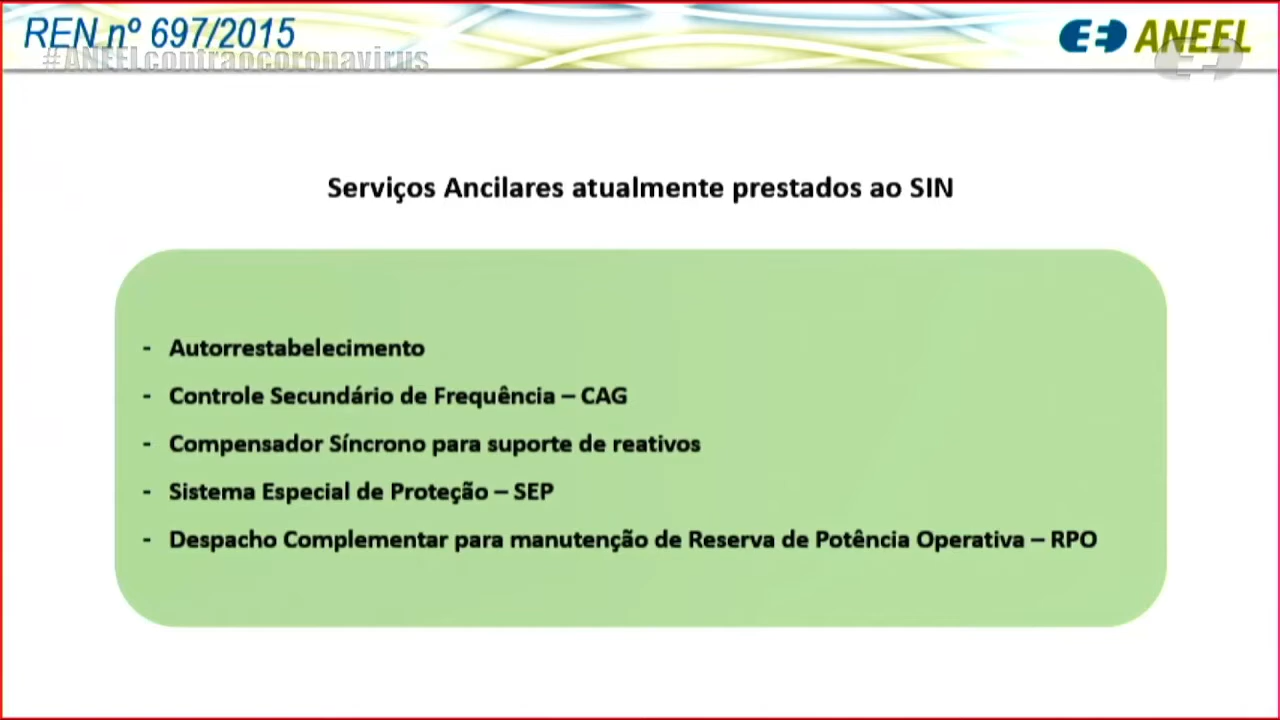 REN nº 697/2015
#ANEELcontraocoronavirus
ANEEL
Serviços Ancilares atualmente prestados ao SIN
- Autorrestabelecimento
- Controle Secundário de Frequência – CAG
- Compensador Síncrono para suporte de reativos
- Sistema Especial de Proteção – SEP
- Despacho Complementar para manutenção de Reserva de Potência Operativa – RPO